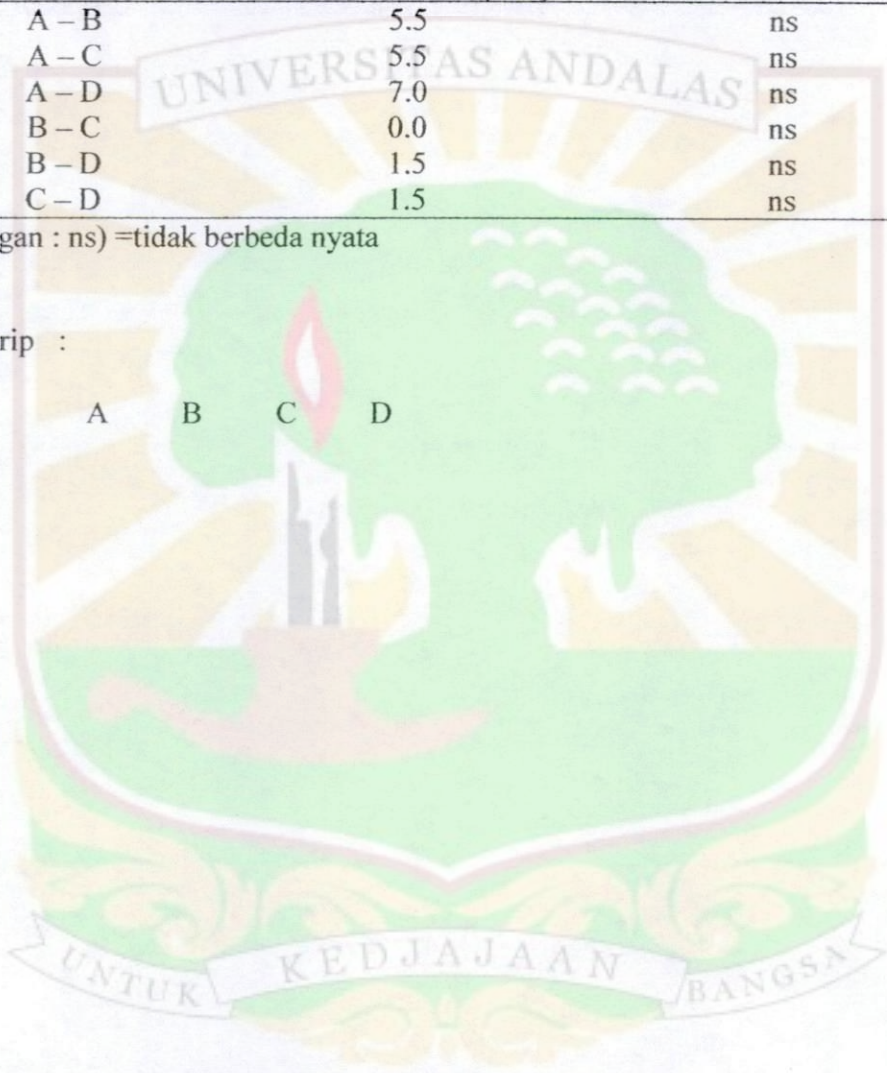 A – B 5.5 ns
A – C 5.5 ns
A – D 7.0 ns
B – C 0.0 ns
B – D 1.5 ns
C – D 1.5 ns
gan : ns) =tidak berbeda nyata
rip :
A B C D
UNIVERSITAS ANDALAS
UNTUK KEDJAJAAN BANGSA